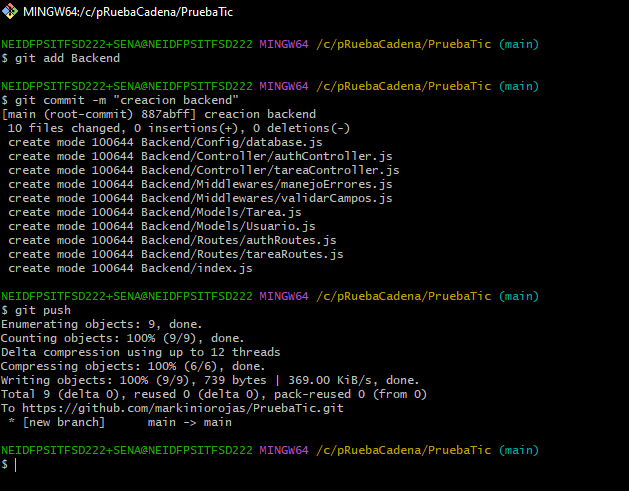 MINGW64:/c/pRuebaCadena/PruebaTic
NEIDFPSITFSD222+SENA@NEIDFPSITFSD222 MINGW64 /c/pRuebaCadena/PruebaTic (main)
$ git add Backend
NEIDFPSITFSD222+SENA@NEIDFPSITFSD222 MINGW64 /c/pRuebaCadena/PruebaTic (main)
$ git commit -m "creacion backend"
[main (root-commit) 887abff] creacion backend
 10 files changed, 0 insertions(+), 0 deletions(-)
 create mode 100644 Backend/Config/database.js
 create mode 100644 Backend/Controller/authController.js
 create mode 100644 Backend/Controller/tareaController.js
 create mode 100644 Backend/Middlewares/manejoErrores.js
 create mode 100644 Backend/Middlewares/validarCampos.js
 create mode 100644 Backend/Models/Tarea.js
 create mode 100644 Backend/Models/Usuario.js
 create mode 100644 Backend/Routes/authRoutes.js
 create mode 100644 Backend/Routes/tareaRoutes.js
 create mode 100644 Backend/index.js
NEIDFPSITFSD222+SENA@NEIDFPSITFSD222 MINGW64 /c/pRuebaCadena/PruebaTic (main)
$ git push
Enumerating objects: 9, done.
Counting objects: 100% (9/9), done.
Delta compression using up to 12 threads
Compressing objects: 100% (6/6), done.
Writing objects: 100% (9/9), 739 bytes | 369.00 KiB/s, done.
Total 9 (delta 0), reused 0 (delta 0), pack-reused 0 (from 0)
To https://github.com/markiniorojas/PruebaTic.git
 * [new branch]      main -> main
NEIDFPSITFSD222+SENA@NEIDFPSITFSD222 MINGW64 /c/pRuebaCadena/PruebaTic (main)
$